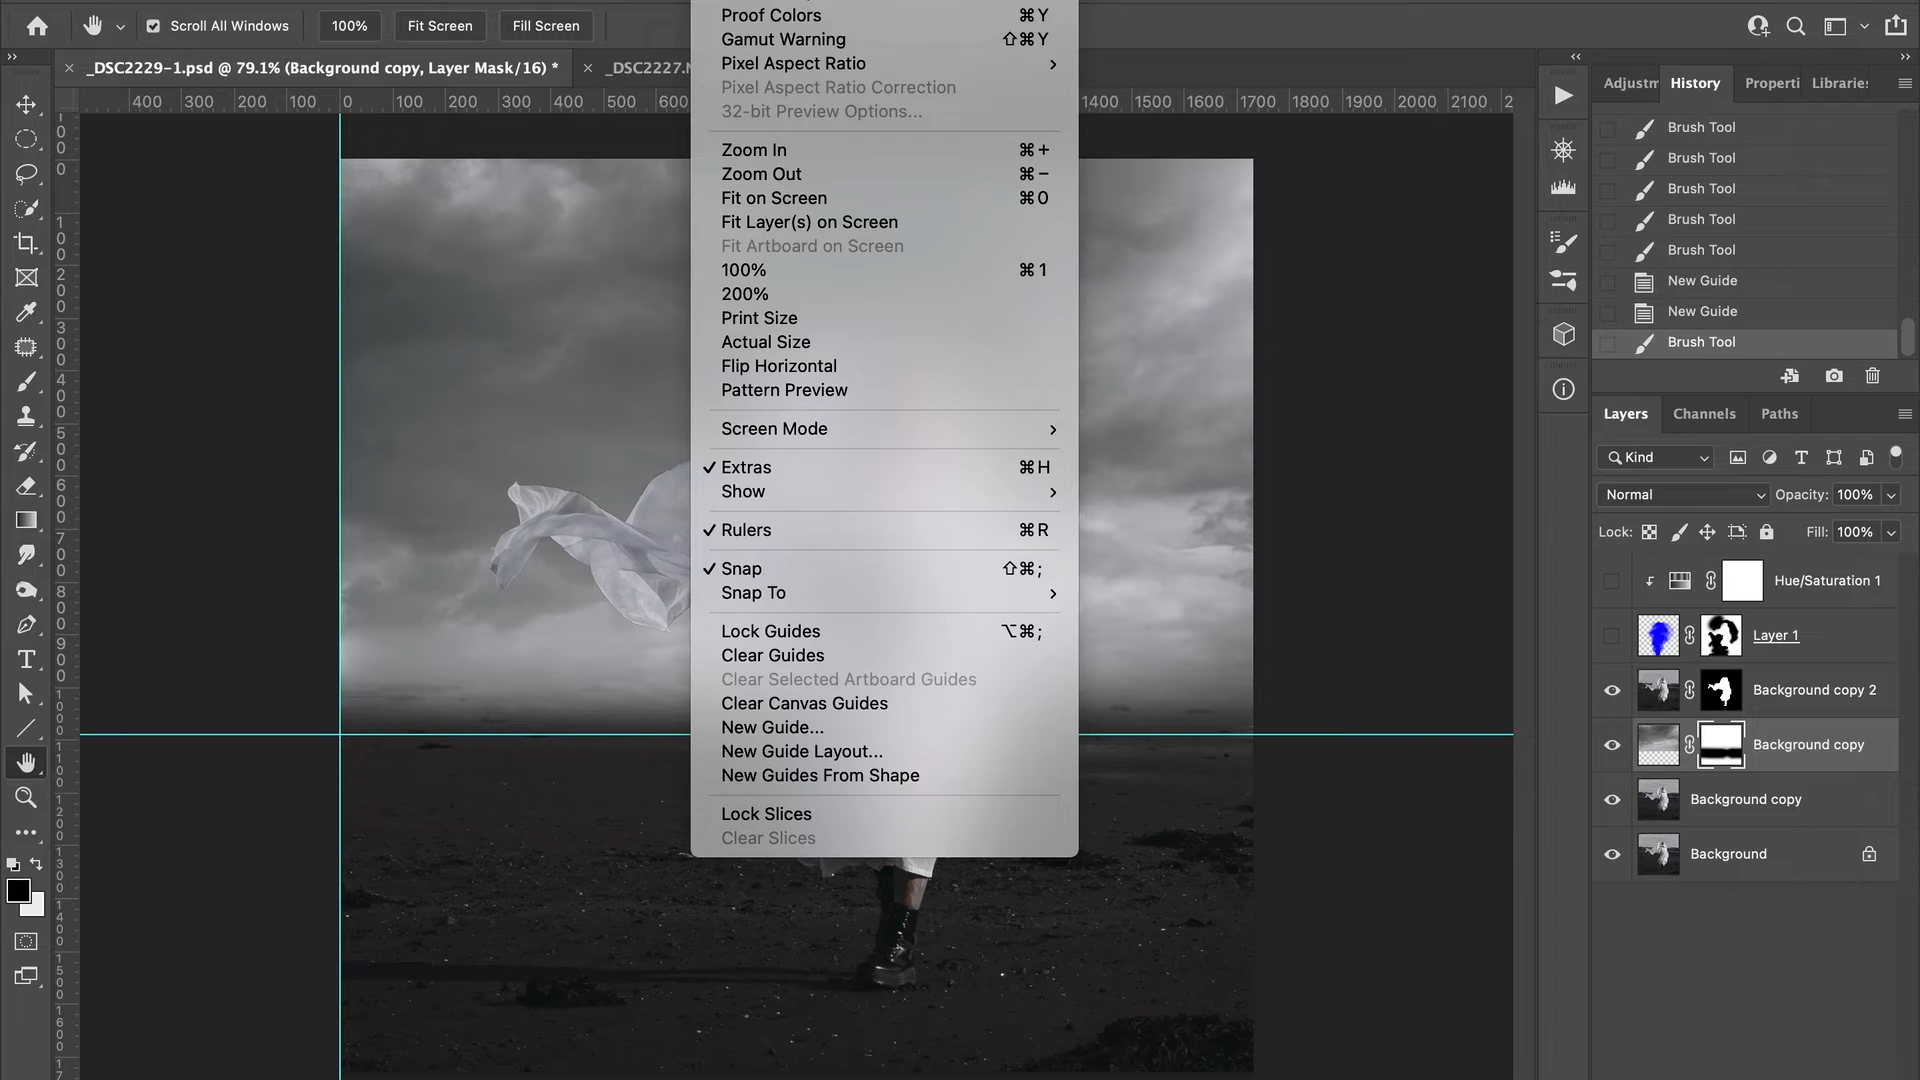 Scroll All Windows
100%
Fit Screen
Fill Screen
_DSC2229-1.psd @ 79.1% (Background copy, Layer Mask/16) *
_DSC2227.
400 300 200 100 0 100 200 300 400 500 600
1400 1500 1600 1700 1800 1900 2000 2100 2
Proof Colors ⌘Y
Gamut Warning ⇧⌘Y
Pixel Aspect Ratio
Pixel Aspect Ratio Correction
32-bit Preview Options...
Zoom In ⌘+
Zoom Out ⌘−
Fit on Screen ⌘0
Fit Layer(s) on Screen
Fit Artboard on Screen
100% ⌘1
200%
Print Size
Actual Size
Flip Horizontal
Pattern Preview
Screen Mode
Extras ⌘H
Show
Rulers ⌘R
Snap ⇧⌘;
Snap To
Lock Guides ⌥⌘;
Clear Guides
Clear Selected Artboard Guides
Clear Canvas Guides
New Guide...
New Guide Layout...
New Guides From Shape
Lock Slices
Clear Slices
Adjustm
History
Properti
Libraries
Brush Tool
Brush Tool
Brush Tool
Brush Tool
Brush Tool
New Guide
New Guide
Brush Tool
Layers
Channels
Paths
Kind
Normal
Opacity: 100%
Lock:
Fill: 100%
Hue/Saturation 1
Layer 1
Background copy 2
Background copy
Background copy
Background